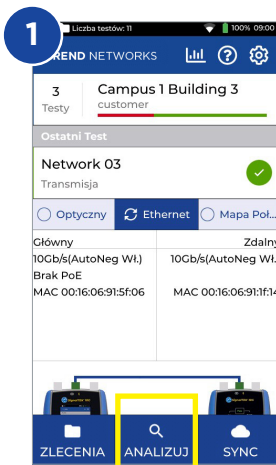 1
Liczba testów: 11 100% 09:00
REND NETWORKS
3 Campus 1 Building 3
Testy customer
Ostatni Test
Network 03
Transmisja
Optyczny Ethernet Mapa Poł...
Główny Zdalny
10Gb/s(AutoNeg Wł.) 10Gb/s(AutoNeg Wł.
Brak PoE
MAC 00:16:06:91:5f:06 MAC 00:16:06:91:1f:14
ZLECENIA ANALIZUJ SYNC